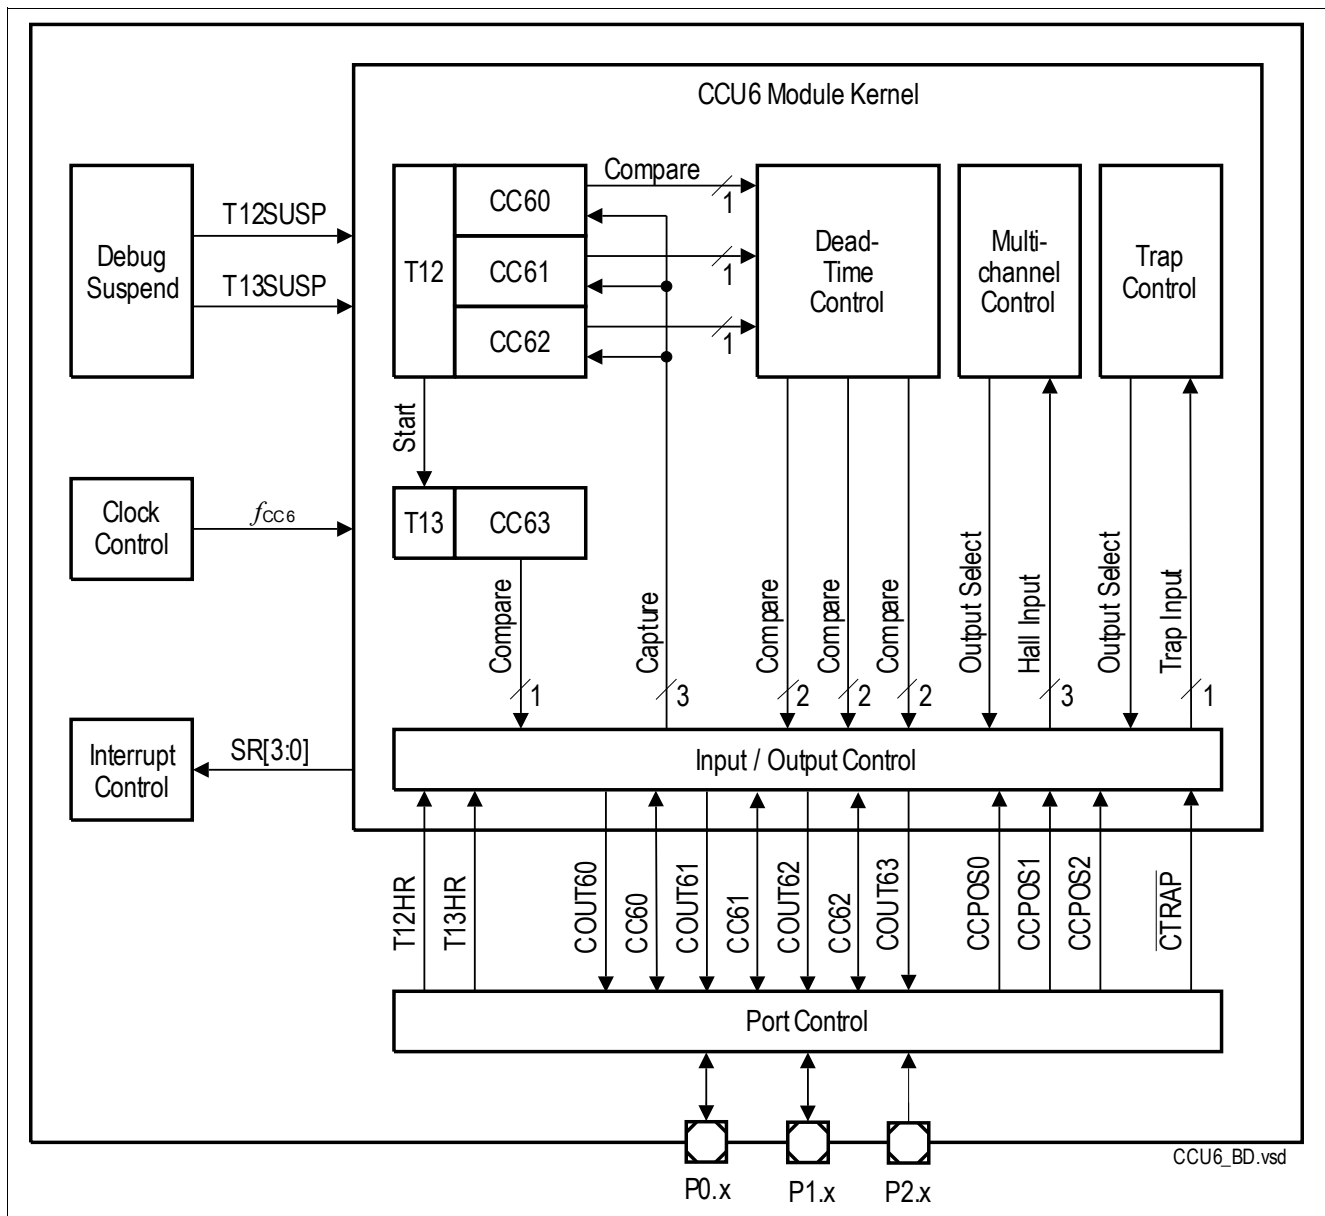 CCU6 Module Kernel
Debug
Suspend
T12SUSP
T13SUSP
T12
CC60
CC61
CC62
Compare
1
1
1
Dead-
Time
Control
Multi-
channel
Control
Trap
Control
Start
T13
CC63
Clock
Control
fCC6
Compare
1
Capture
3
Compare
2
Compare
2
Compare
2
Output Select
Hall Input
3
Output Select
Trap Input
1
Interrupt
Control
SR[3:0]
Input / Output Control
T12HR
T13HR
COUT60
CC60
COUT61
CC61
COUT62
CC62
COUT63
CCPOS0
CCPOS1
CCPOS2
CTRAP
Port Control
P0.x
P1.x
P2.x
CCU6_BD.vsd